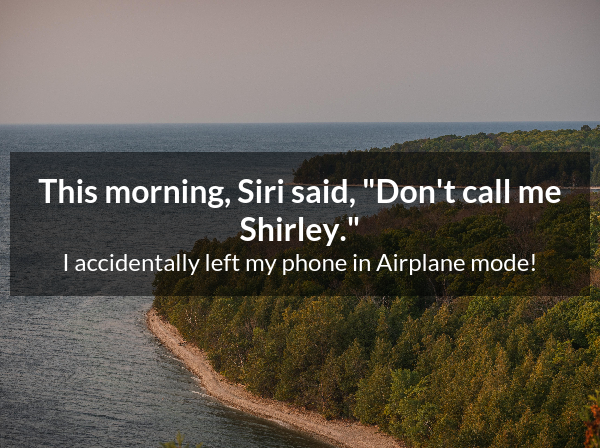 This morning, Siri said, "Don't call me
Shirley."
I accidentally left my phone in Airplane mode!